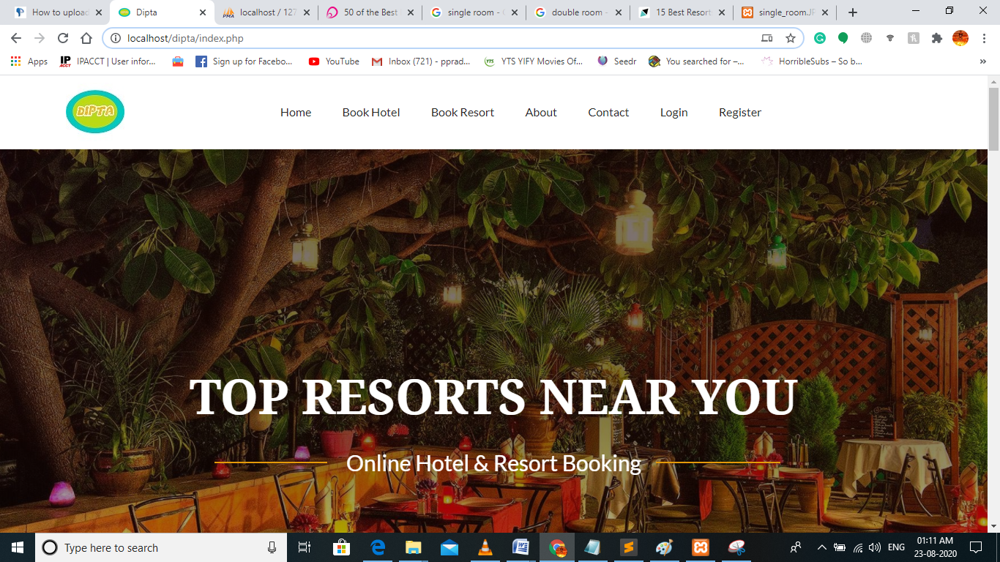 How to upload
Dipta
localhost / 127
50 of the Best
single room -
double room -
15 Best Resort
single_room.JP
localhost/dipta/index.php
Apps
IPACCT | User infor...
Sign up for Facebo...
YouTube
Inbox (721) - pprad...
YTS YIFY Movies Of...
Seedr
You searched for –...
HorribleSubs – So b...
»
DIPTA
Home
Book Hotel
Book Resort
About
Contact
Login
Register
TOP RESORTS NEAR YOU
Online Hotel & Resort Booking
Type here to search
ENG
01:11 AM
23-08-2020